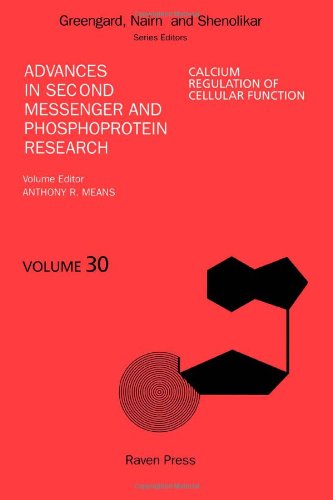 Greengard, Nairn and Shenolikar
Series Editors
ADVANCES
IN SECOND
MESSENGER AND
PHOSPHOPROTEIN
RESEARCH
CALCIUM
REGULATION OF
CELLULAR FUNCTION
Volume Editor
ANTHONY R. MEANS
VOLUME 30
Raven Press